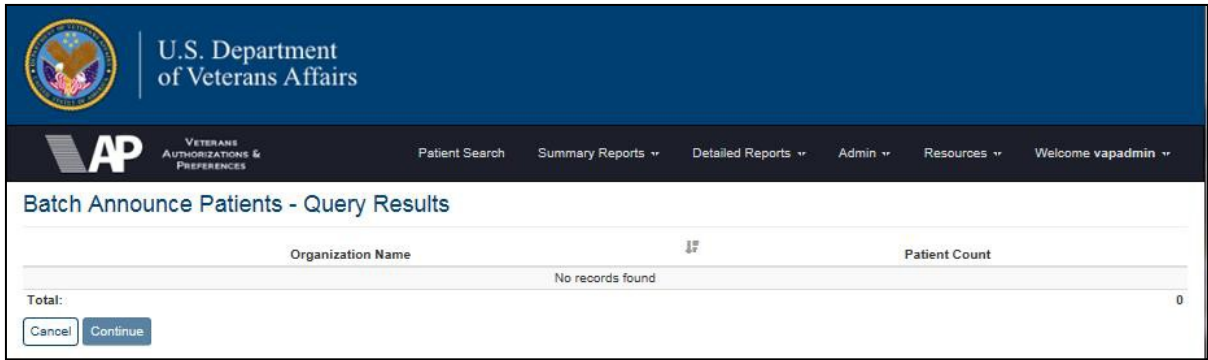 U.S. Department
of Veterans Affairs
VAP VETERANS
AUTHORIZATIONS &
PREFERENCES
Patient Search Summary Reports Detailed Reports Admin Resources Welcome vapadmin
Batch Announce Patients - Query Results
Organization Name Patient Count
No records found
Total: 0
Cancel Continue